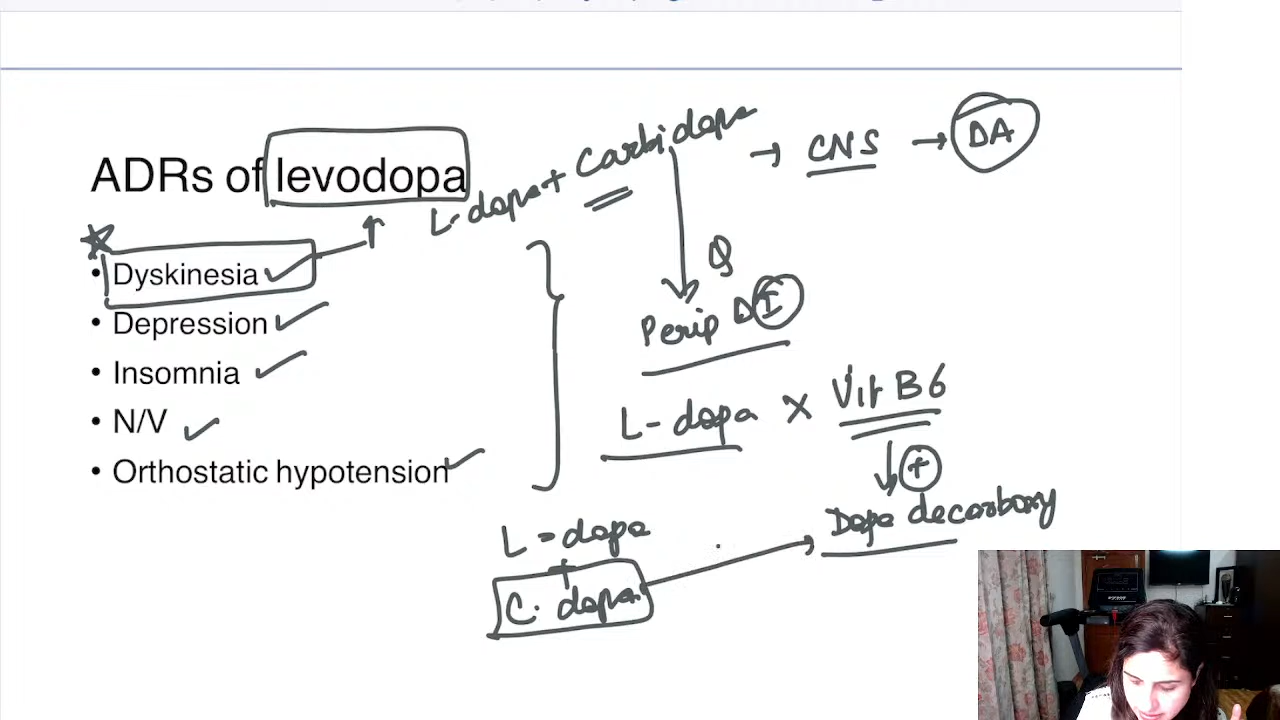 ADRs of levodopa
• Dyskinesia
• Depression
• Insomnia
• N/V
• Orthostatic hypotension
L-dopa + Carbidopa → CNS → DA
Perip DI
L-dopa x Vit B6
+
Dopa decarboxy
L-dopa
+
C. dopa